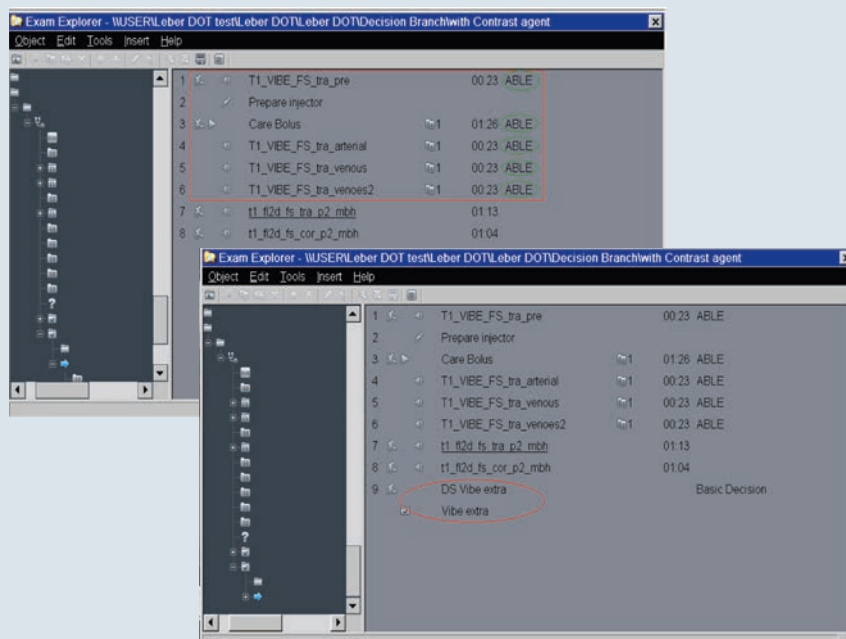 Exam Explorer - \\USER\Leber DOT test\Leber DOT\Leber DOT\Decision Branch\with Contrast agent
Object Edit Tools Insert Help
1 T1_VIBE_FS_tra_pre 00:23 ABLE
2 Prepare injector
3 Care Bolus 1 01:26 ABLE
4 T1_VIBE_FS_tra_arterial 1 00:23 ABLE
5 T1_VIBE_FS_tra_venous 1 00:23 ABLE
6 T1_VIBE_FS_tra_venoes2 1 00:23 ABLE
7 t1_fl2d_fs_tra_p2_mbh 01:13
8 t1_fl2d_fs_cor_p2_mbh 01:04
?
Exam Explorer - \\USER\Leber DOT test\Leber DOT\Leber DOT\Decision Branch\with Contrast agent
Object Edit Tools Insert Help
1 T1_VIBE_FS_tra_pre 00:23 ABLE
2 Prepare injector
3 Care Bolus 1 01:26 ABLE
4 T1_VIBE_FS_tra_arterial 1 00:23 ABLE
5 T1_VIBE_FS_tra_venous 1 00:23 ABLE
6 T1_VIBE_FS_tra_venoes2 1 00:23 ABLE
7 t1_fl2d_fs_tra_p2_mbh 01:13
8 t1_fl2d_fs_cor_p2_mbh 01:04
9 DS Vibe extra Basic Decision
Vibe extra
?